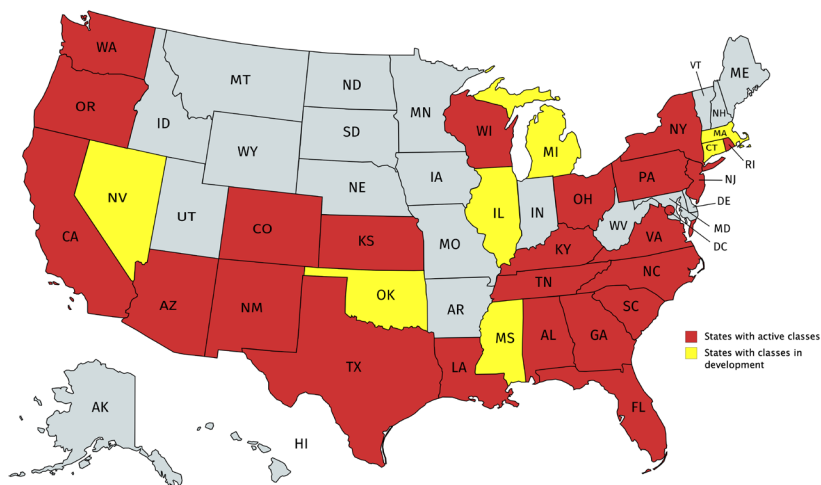 WA
MT
ND
MN
VT
ME
OR
ID
SD
WI
NH
NY
MA
CT
RI
MI
WY
IA
PA
NJ
NV
NE
IL
IN
OH
DE
UT
CO
WV
MD
CA
KS
MO
VA
DC
KY
NC
TN
AZ
NM
OK
AR
SC
MS
AL
GA
TX
LA
States with active classes
States with classes in
development
AK
FL
HI